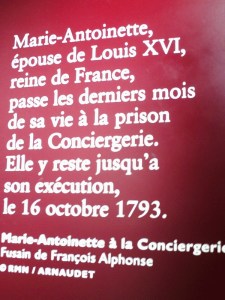 Marie-Antoinette,
épouse de Louis XVI,
reine de France,
passe les derniers mois
de sa vie à la prison
de la Conciergerie.
Elle y reste jusqu'a
son exécution,
le 16 octobre 1793.
Marie-Antoinette à la Conciergerie
Fusain de François Alphonse
© RMN / ARNAUDET